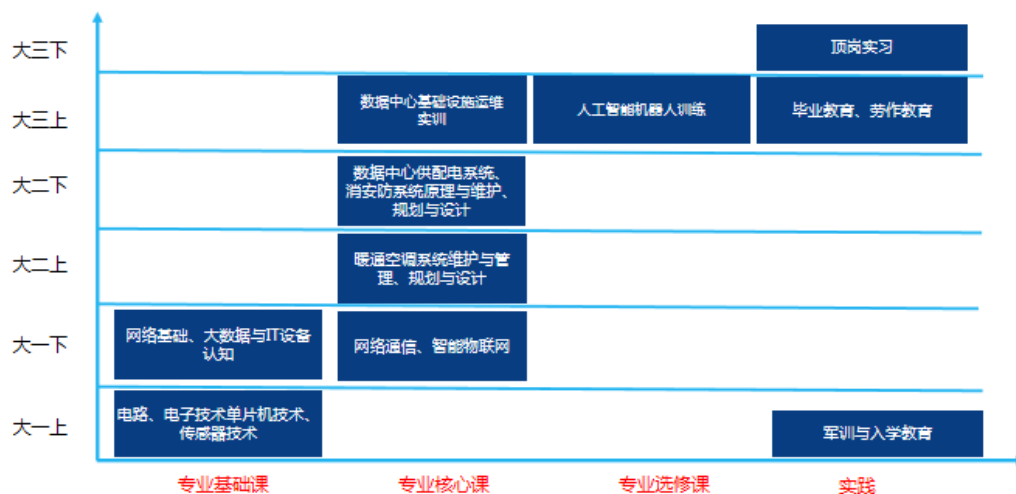 大三下
顶岗实习
大三上
数据中心基础设施运维
实训
人工智能机器人训练
毕业教育、劳作教育
大二下
数据中心供配电系统、
消安防系统原理与维护、
规划与设计
大二上
暖通空调系统维护与管
理、规划与设计
大一下
网络基础、大数据与IT设备
认知
网络通信、智能物联网
大一上
电路、电子技术单片机技术、
传感器技术
军训与入学教育
专业基础课
专业核心课
专业选修课
实践